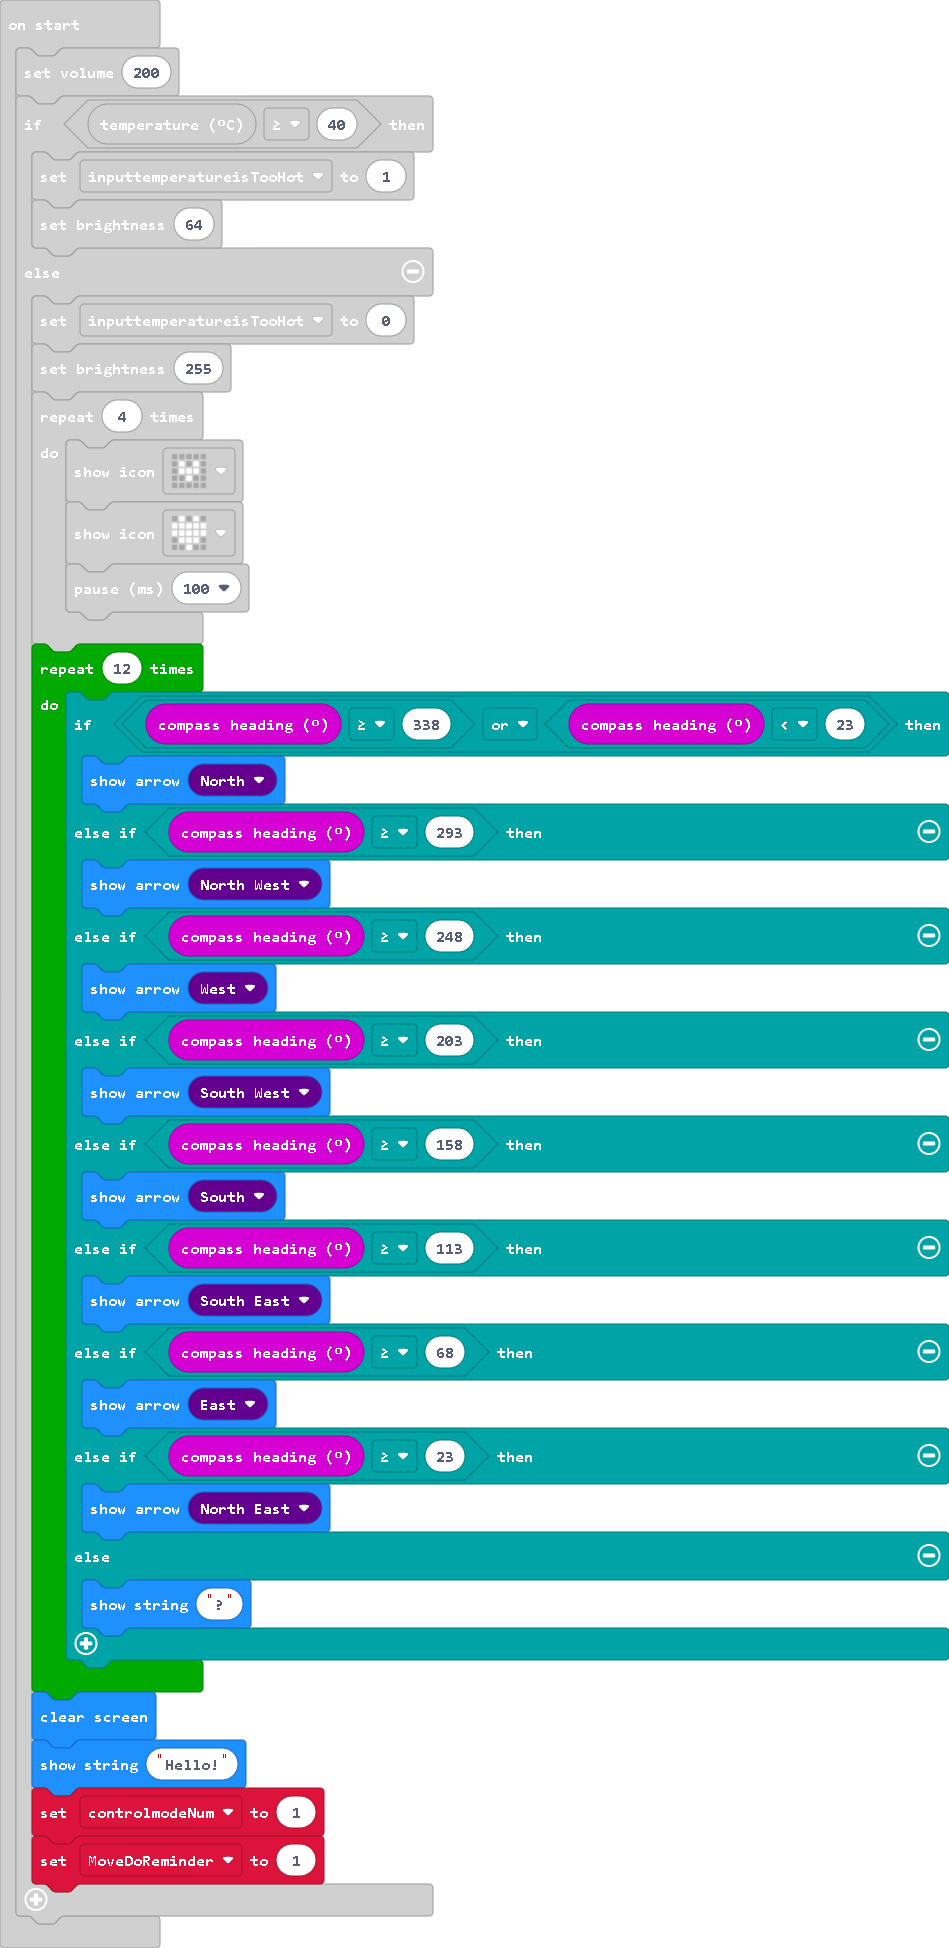 on start
set volume 200
if temperature (ºC) ≥ 40 then
set inputtemperatureisTooHot to 1
set brightness 64
else
set inputtemperatureisTooHot to 0
set brightness 255
repeat 4 times
do
show icon
show icon
pause (ms) 100
repeat 12 times
do
if compass heading (º) ≥ 338 or compass heading (º) < 23 then
show arrow North
else if compass heading (º) ≥ 293 then
show arrow North West
else if compass heading (º) ≥ 248 then
show arrow West
else if compass heading (º) ≥ 203 then
show arrow South West
else if compass heading (º) ≥ 158 then
show arrow South
else if compass heading (º) ≥ 113 then
show arrow South East
else if compass heading (º) ≥ 68 then
show arrow East
else if compass heading (º) ≥ 23 then
show arrow North East
else
show string "?"
clear screen
show string "Hello!"
set controlmodeNum to 1
set MoveDoReminder to 1